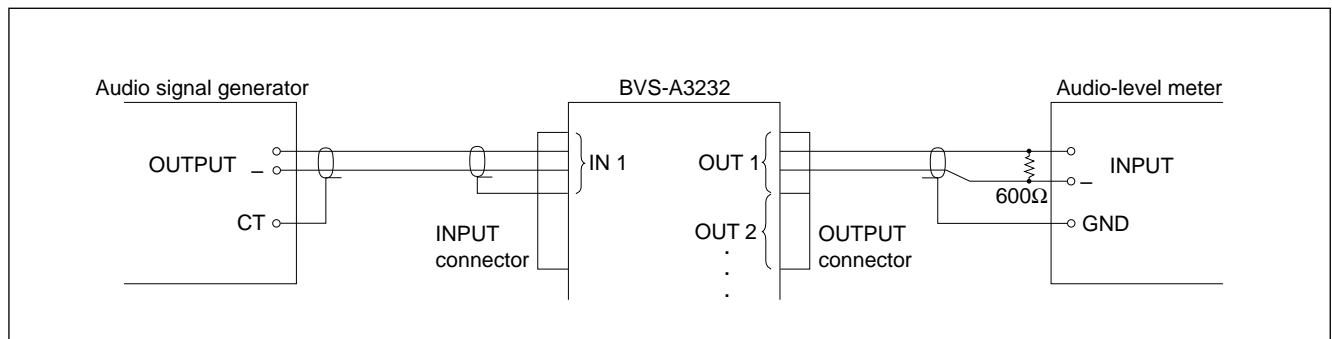 Audio signal generator
BVS-A3232
Audio-level meter
OUTPUT
–
CT
INPUT
connector
IN 1
OUT 1
OUT 2
.
.
.
OUTPUT
connector
600Ω
INPUT
–
GND